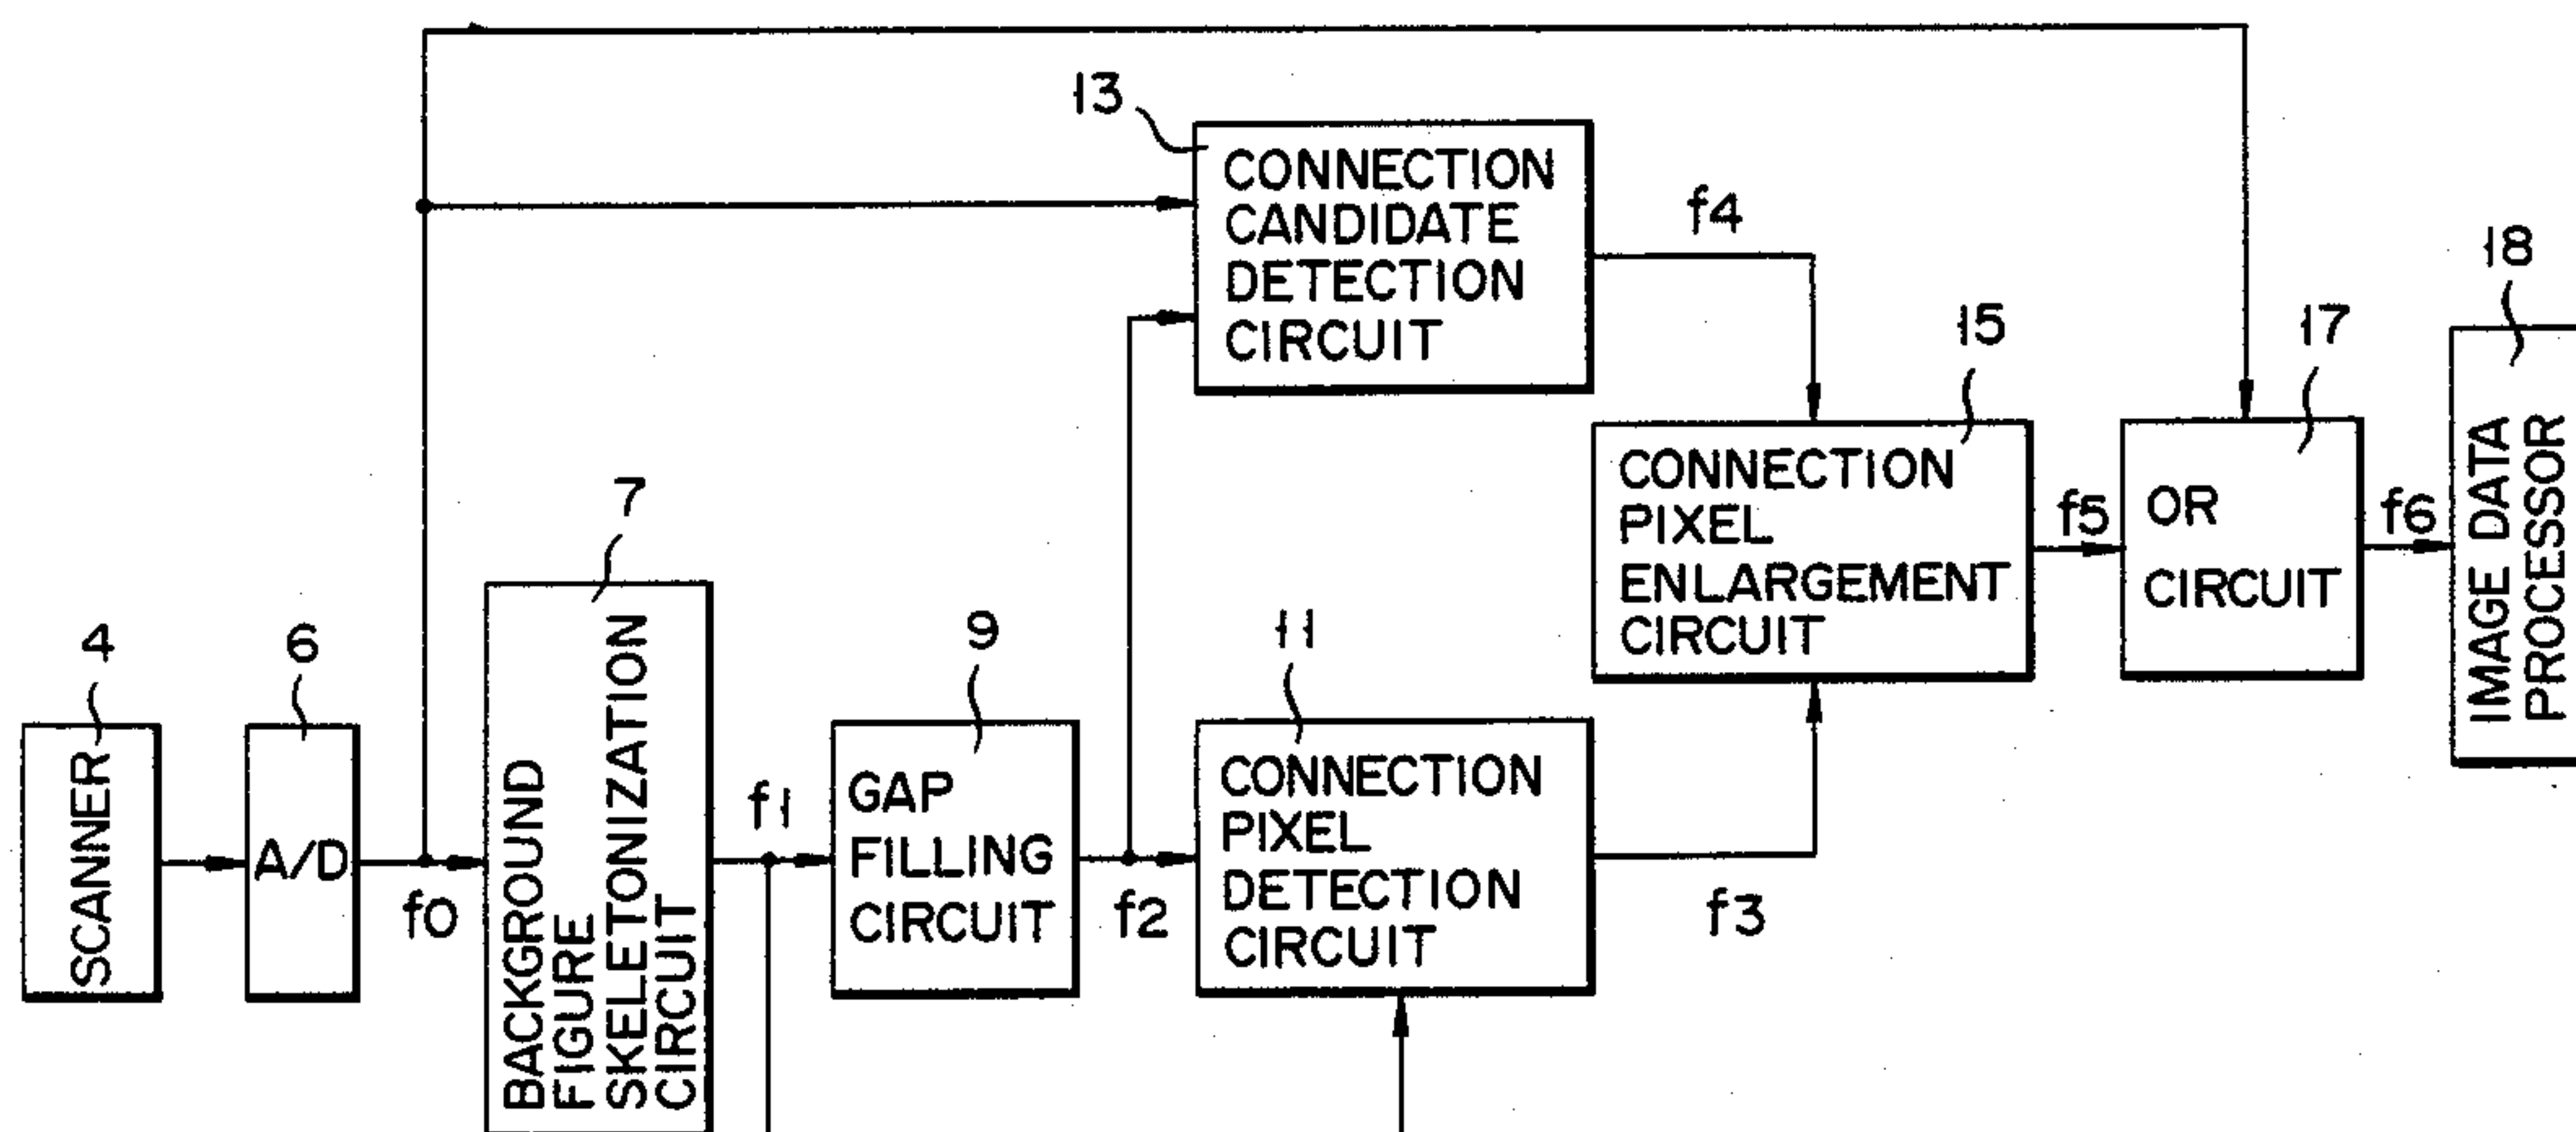 13
CONNECTION
CANDIDATE
DETECTION
CIRCUIT
f4
18
IMAGE DATA
PROCESSOR
15
CONNECTION
PIXEL
ENLARGEMENT
CIRCUIT
f5
17
OR
CIRCUIT
f6
4
SCANNER
6
A/D
f0
7
BACKGROUND
FIGURE
SKELETONIZATION
CIRCUIT
f1
9
GAP
FILLING
CIRCUIT
f2
11
CONNECTION
PIXEL
DETECTION
CIRCUIT
f3